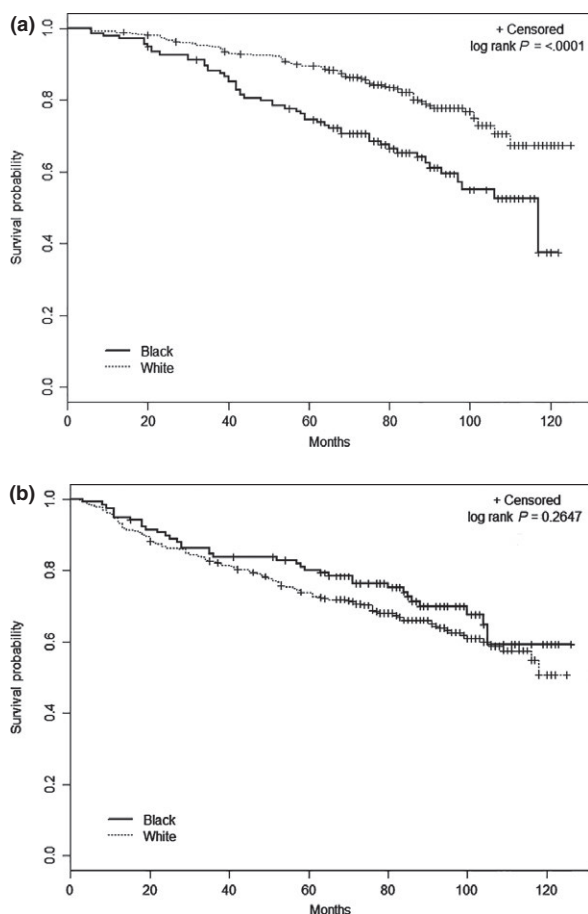 (a)
+ Censored
log rank P = <.0001
1.0
0.8
0.6
0.4
0.2
0.0
Survival probability
Black
White
0 20 40 60 80 100 120
Months
(b)
+ Censored
log rank P = 0.2647
1.0
0.8
0.6
0.4
0.2
0.0
Survival probability
Black
White
0 20 40 60 80 100 120
Months